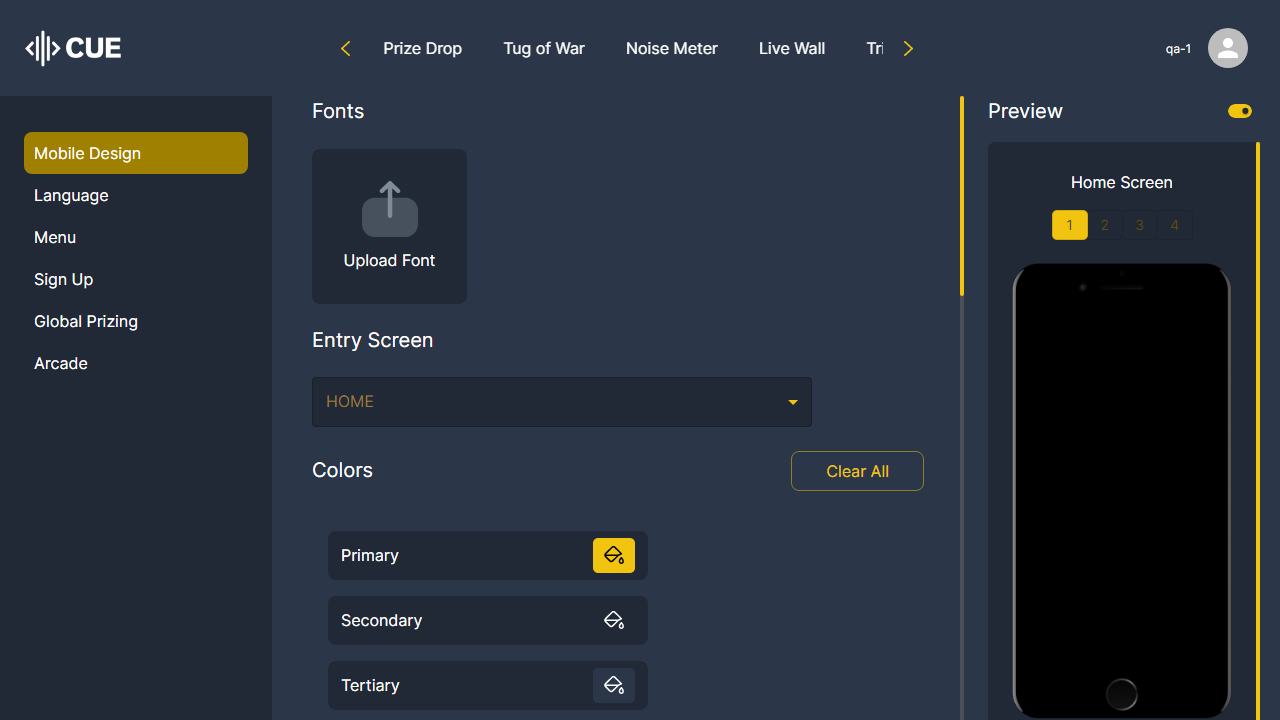 CUE
Prize Drop
Tug of War
Noise Meter
Live Wall
Tri
qa-1
Mobile Design
Language
Menu
Sign Up
Global Prizing
Arcade
Fonts
Upload Font
Entry Screen
HOME
Colors
Clear All
Primary
Secondary
Tertiary
Preview
Home Screen
1 2 3 4